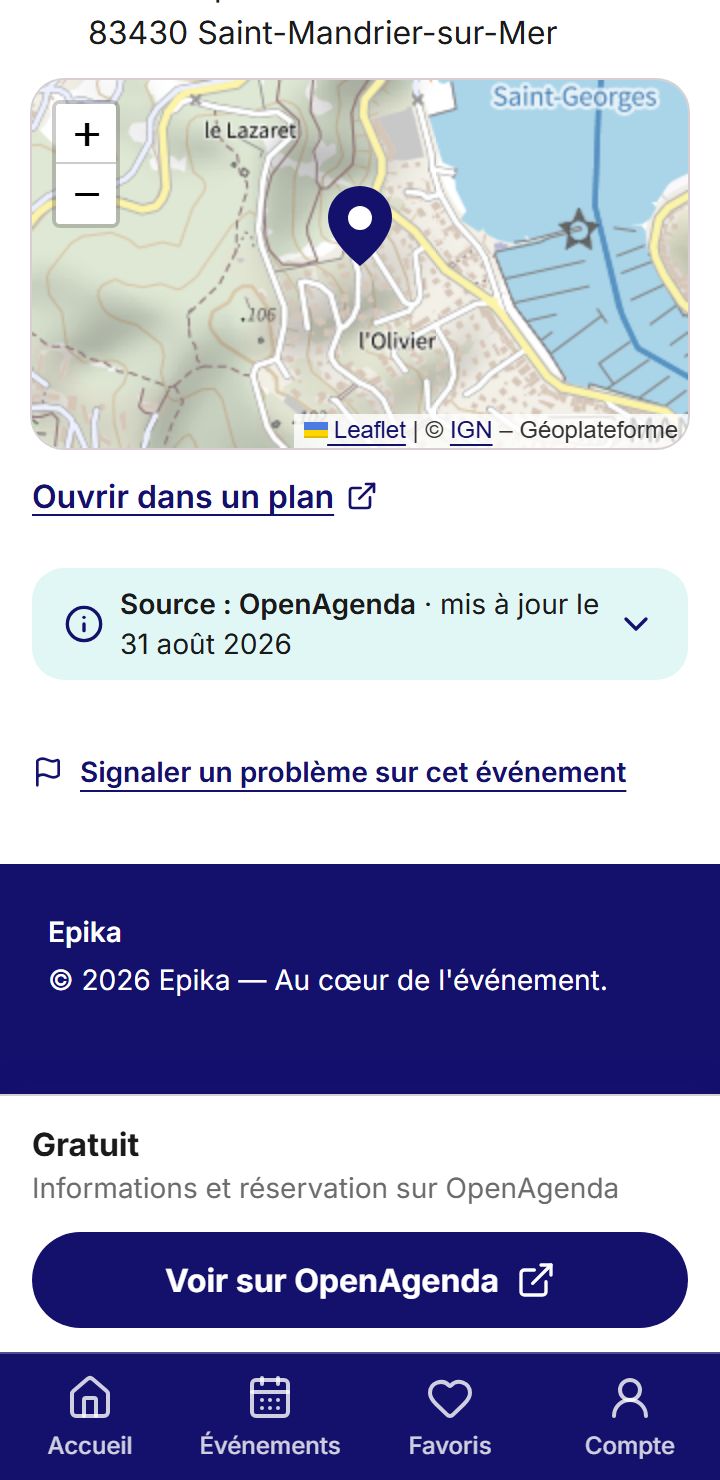 83430 Saint-Mandrier-sur-Mer
Saint-Georges
+
le Lazaret
−
.106
l'Olivier
Leaflet | © IGN – Géoplateforme
Ouvrir dans un plan
Source : OpenAgenda · mis à jour le
31 août 2026
Signaler un problème sur cet événement
Epika
© 2026 Epika — Au cœur de l'événement.
Gratuit
Informations et réservation sur OpenAgenda
Voir sur OpenAgenda
Accueil
Événements
Favoris
Compte